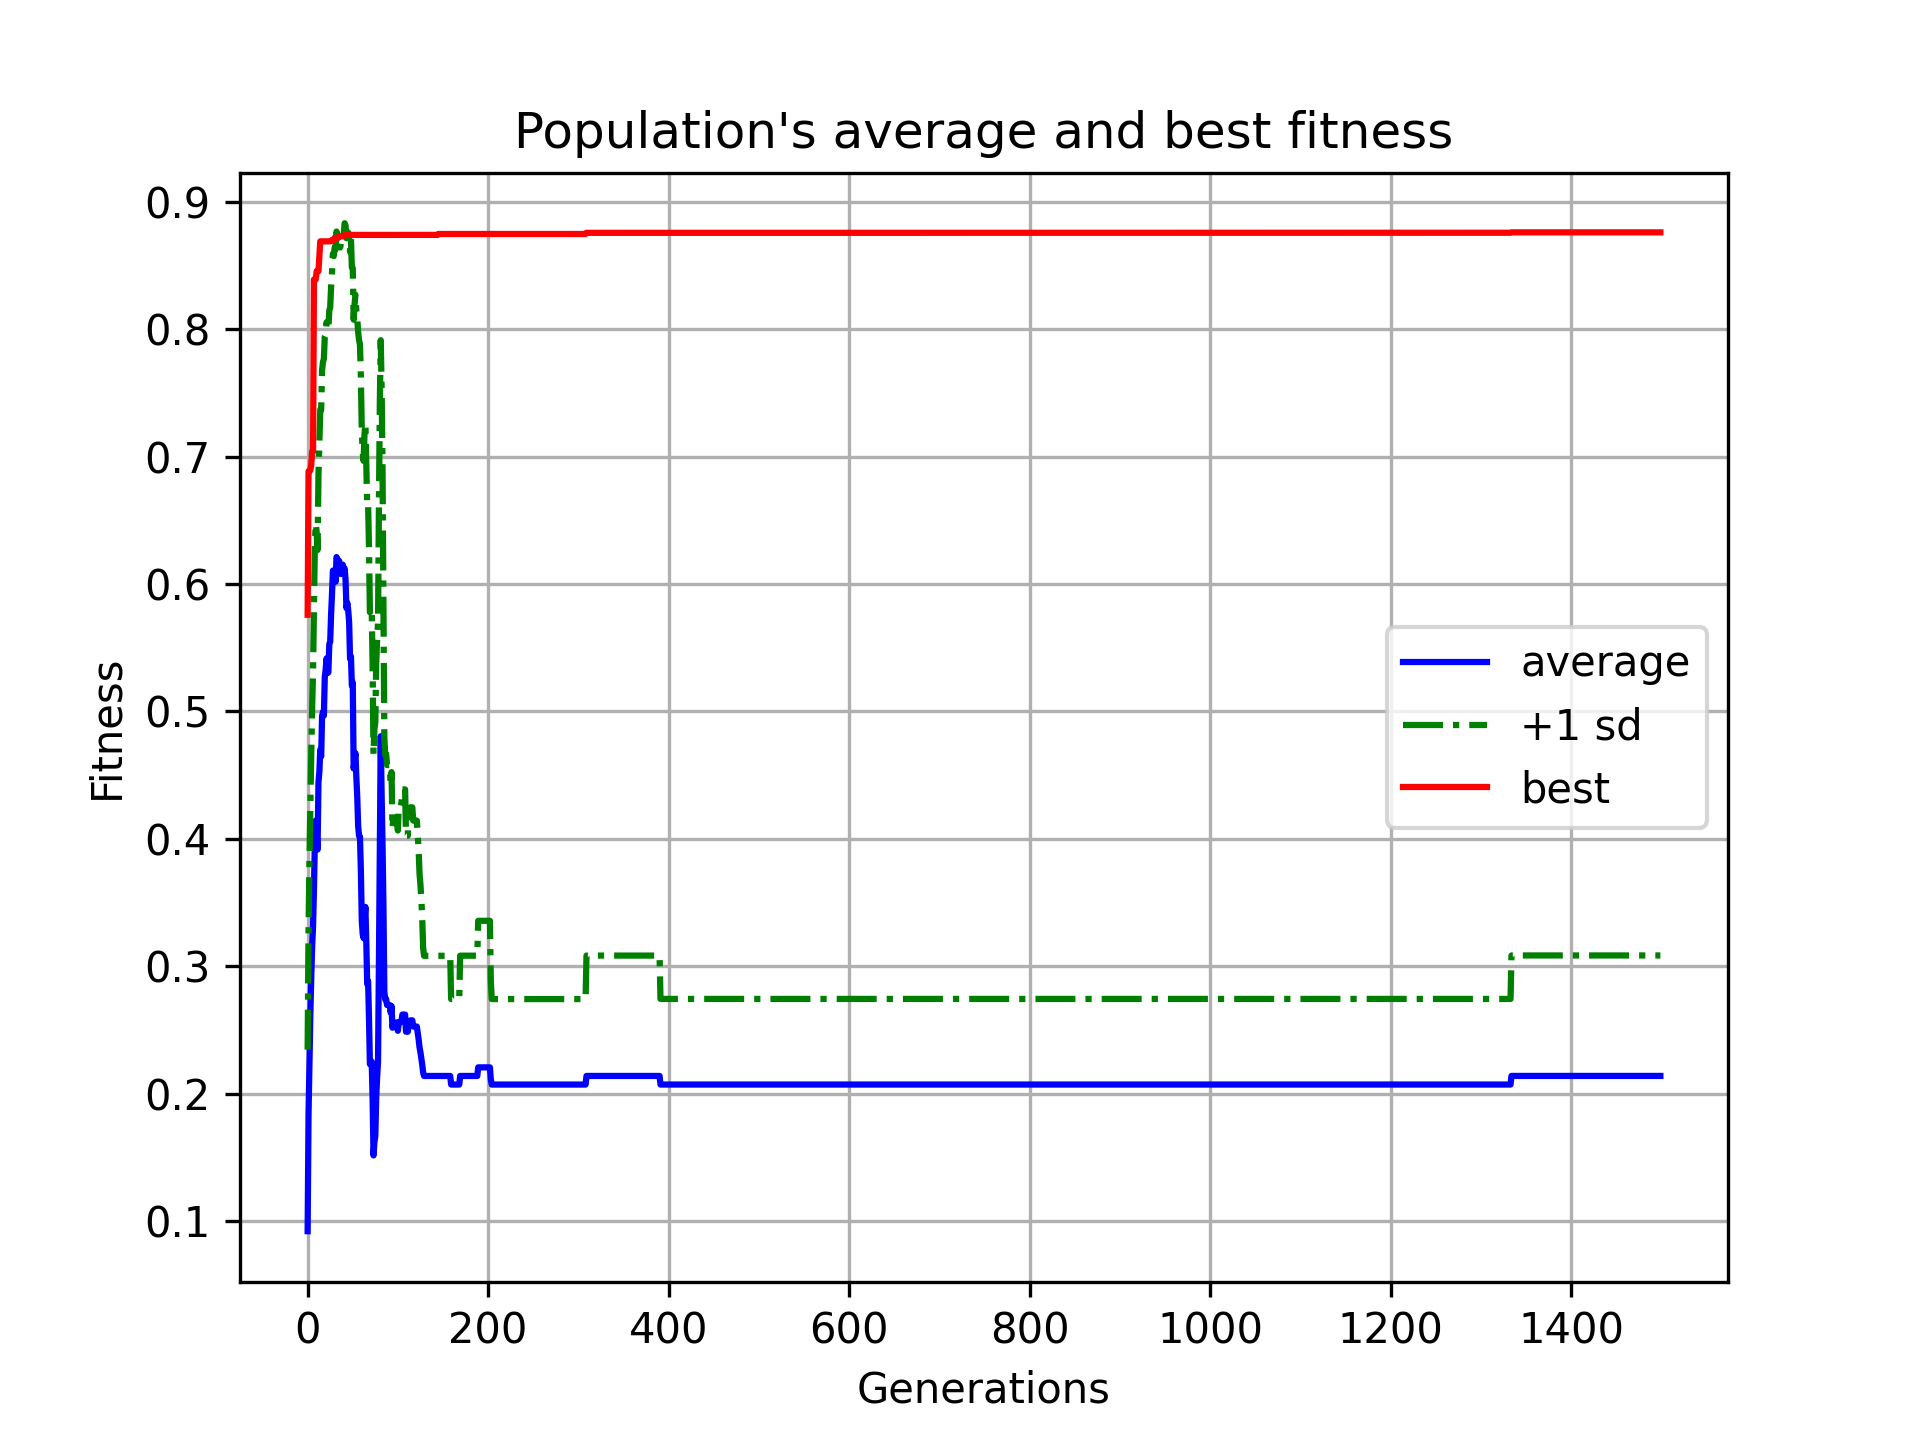 Population's average and best fitness
0.9
0.8
0.7
0.6
0.5
0.4
0.3
0.2
0.1
Fitness
average
+1 sd
best
0 200 400 600 800 1000 1200 1400
Generations